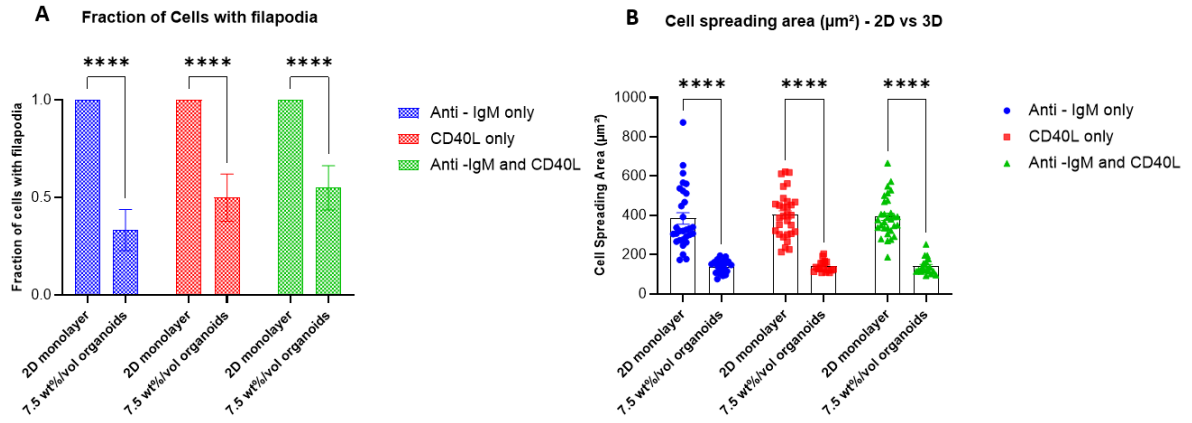 A
Fraction of Cells with filapodia
**** **** ****
Fraction of cells with filapodia
1.0
0.5
0.0
2D monolayer
7.5 wt%/vol organoids
2D monolayer
7.5 wt%/vol organoids
2D monolayer
7.5 wt%/vol organoids
Anti - IgM only
CD40L only
Anti -IgM and CD40L
B
Cell spreading area (µm²) - 2D vs 3D
**** **** ****
Cell Spreading Area (µm²)
1000
800
600
400
200
0
2D monolayer
7.5 wt%/vol organoids
2D monolayer
7.5 wt%/vol organoids
2D monolayer
7.5 wt%/vol organoids
Anti - IgM only
CD40L only
Anti -IgM and CD40L